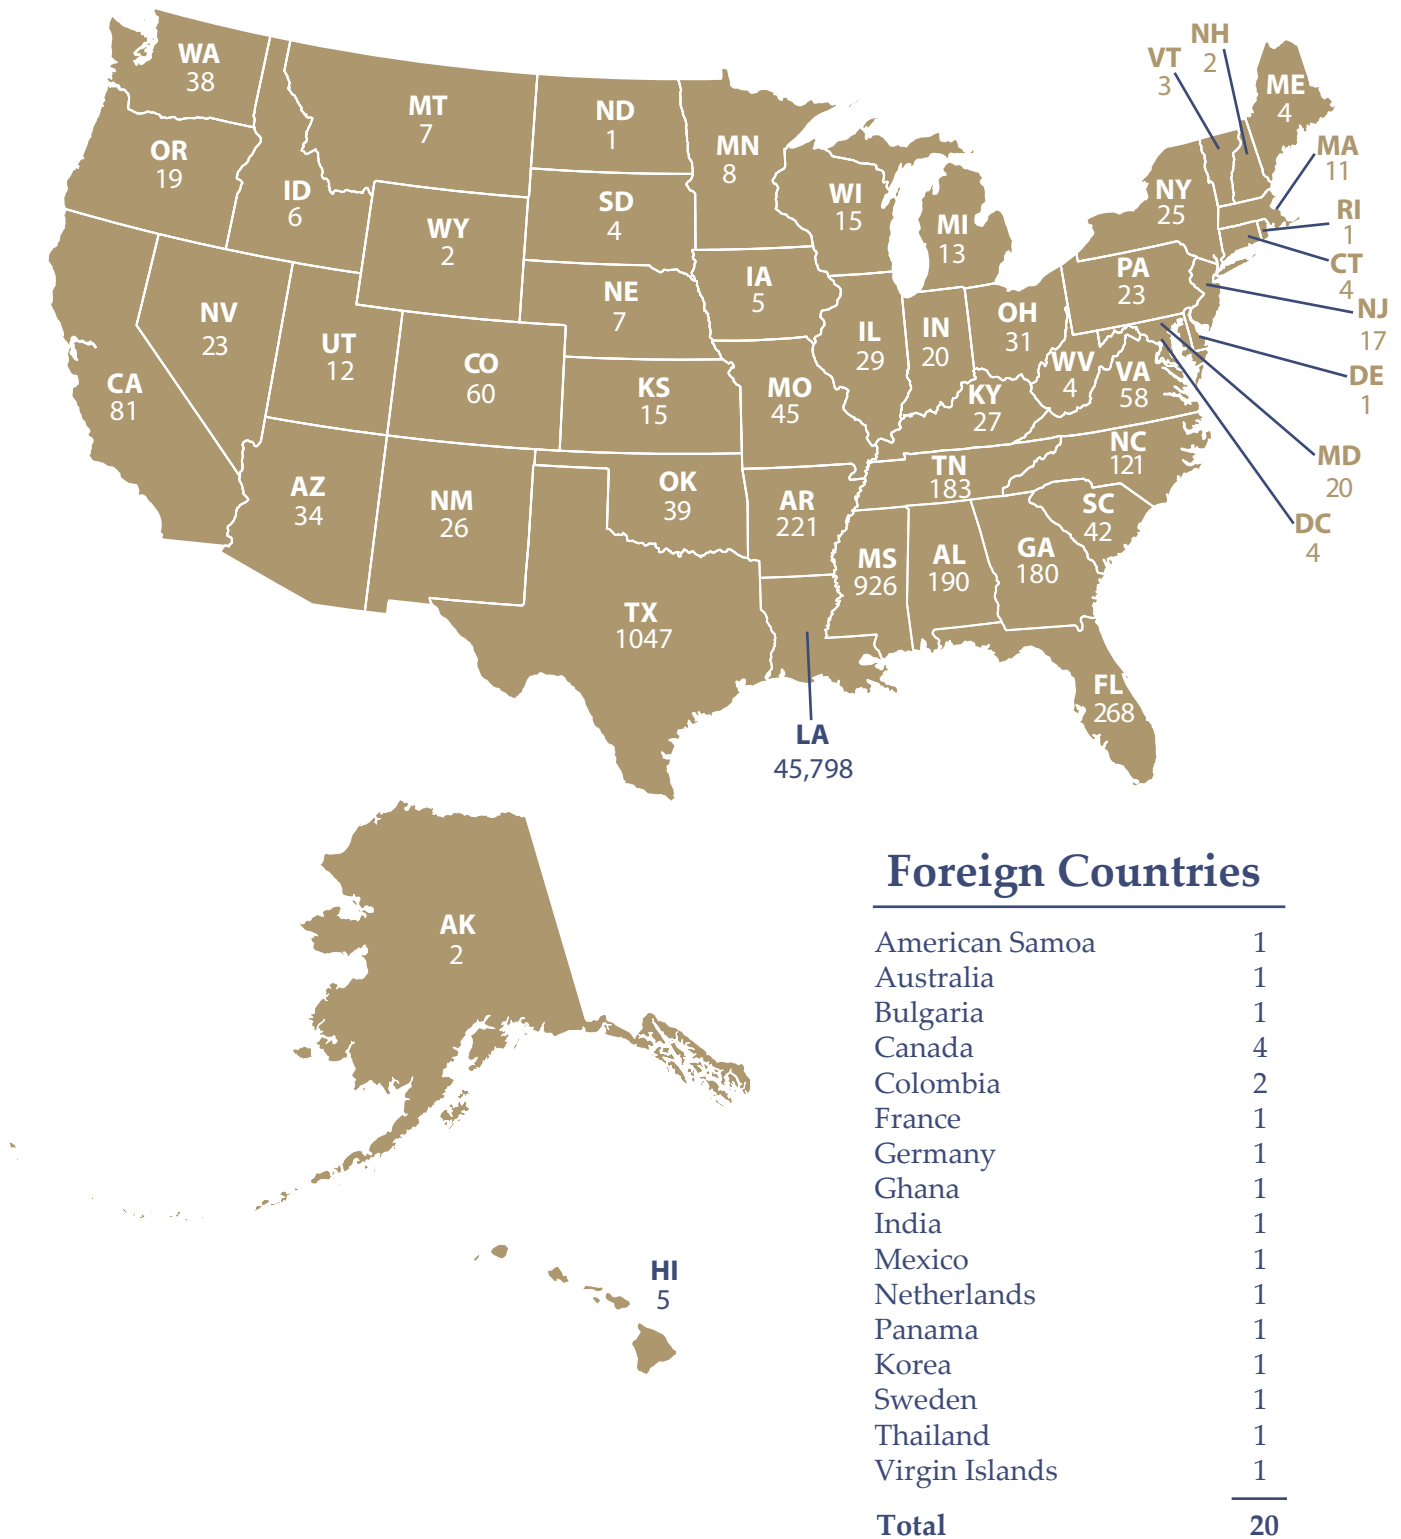 WA
38
OR
19
CA
81
NV
23
ID
6
MT
7
WY
2
UT
12
AZ
34
CO
60
NM
26
ND
1
SD
4
NE
7
KS
15
OK
39
TX
1047
MN
8
IA
5
MO
45
AR
221
LA
45,798
WI
15
IL
29
MI
13
IN
20
OH
31
KY
27
TN
183
MS
926
AL
190
GA
180
FL
268
SC
42
NC
121
VA
58
WV
4
PA
23
NY
25
VT
3
NH
2
ME
4
MA
11
RI
1
CT
4
NJ
17
DE
1
MD
20
DC
4
AK
2
HI
5
Foreign Countries
American Samoa 1
Australia 1
Bulgaria 1
Canada 4
Colombia 2
France 1
Germany 1
Ghana 1
India 1
Mexico 1
Netherlands 1
Panama 1
Korea 1
Sweden 1
Thailand 1
Virgin Islands 1
Total 20